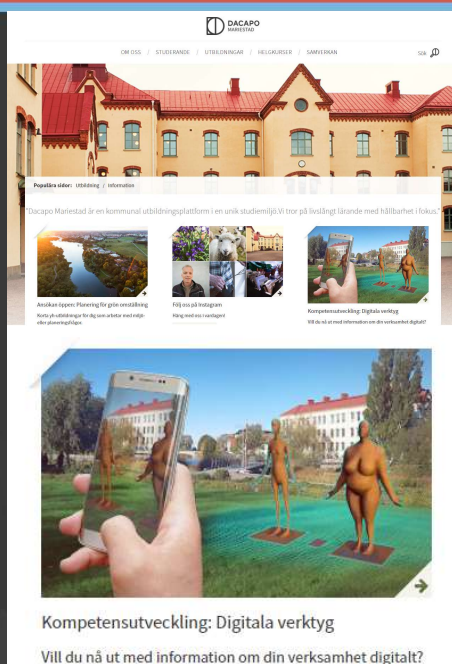 DACAPO
MARIESTAD
OM OSS / STUDERANDE / UTBILDNINGAR / HELGKURSER / SAMVERKAN
Sök
Populära sidor: Utbildning / Information
"Dacapo Mariestad är en kommunal utbildningsplattform i en unik studiemiljö.Vi tror på livslångt lärande med hållbarhet i fokus."
Ansökan öppen: Planering för grön omställning
Korta yh-utbildningar för dig som arbetar med miljö-
eller planeringsfrågor.
Följ oss på Instagram
Häng med oss i vardagen!
Kompetensutveckling: Digitala verktyg
Vill du nå ut med information om din verksamhet digitalt?
Kompetensutveckling: Digitala verktyg
Vill du nå ut med information om din verksamhet digitalt?